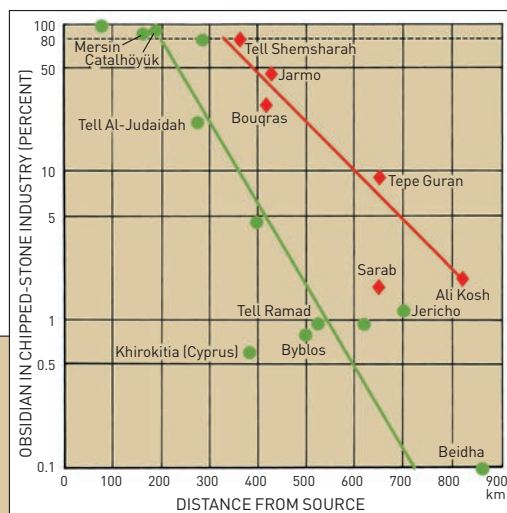 OBSIDIAN IN CHIPPED-STONE INDUSTRY (PERCENT)
100
80
50
10
5
1
0.5
0.1
Mersin
Catalhöyük
Tell Shemsharah
Jarmo
Bouqras
Tell Al-Judaidah
Tepe Guran
Sarab
Ali Kosh
Tell Ramad
Jericho
Khirokitia (Cyprus)
Byblos
Beidha
0 100 200 300 400 500 600 700 800 900
km
DISTANCE FROM SOURCE